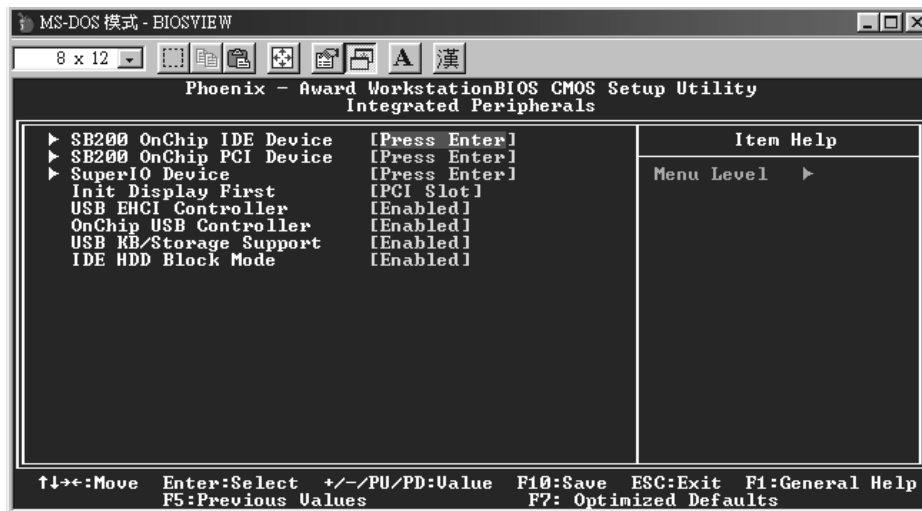 MS-DOS 模式 - BIOSVIEW
8 x 12 A 漢
Phoenix - Award WorkstationBIOS CMOS Setup Utility
Integrated Peripherals
▶ SB200 OnChip IDE Device [Press Enter]
▶ SB200 OnChip PCI Device [Press Enter]
▶ SuperIO Device [Press Enter]
Init Display First [PCI Slot]
USB EHCI Controller [Enabled]
OnChip USB Controller [Enabled]
USB KB/Storage Support [Enabled]
IDE HDD Block Mode [Enabled]
Item Help
Menu Level ▶
↑↓→←:Move Enter:Select +/-/PU/PD:Value F10:Save ESC:Exit F1:General Help
F5:Previous Values F7: Optimized Defaults